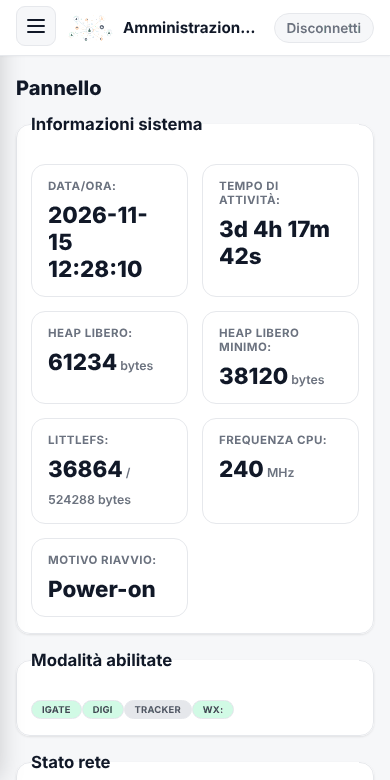 Amministrazion...
Disconnetti
Pannello
Informazioni sistema
DATA/ORA:
2026-11-
15
12:28:10
TEMPO DI
ATTIVITÀ:
3d 4h 17m
42s
HEAP LIBERO:
61234 bytes
HEAP LIBERO
MINIMO:
38120 bytes
LITTLEFS:
36864 /
524288 bytes
FREQUENZA CPU:
240 MHz
MOTIVO RIAVVIO:
Power-on
Modalità abilitate
IGATE DIGI TRACKER WX:
Stato rete